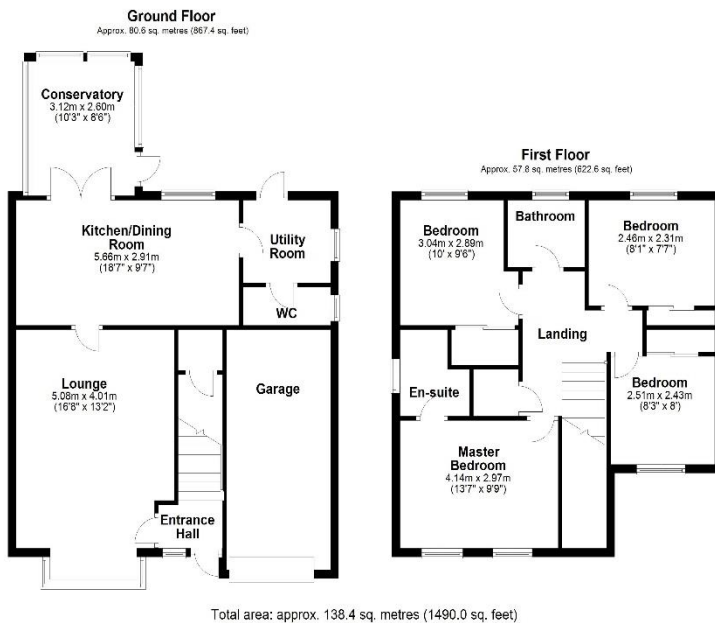 Ground Floor
Approx. 80.6 sq. metres (867.4 sq. feet)
Conservatory
3.12m x 2.60m
(10'3" x 8'6")
Kitchen/Dining
Room
5.66m x 2.91m
(18'7" x 9'7")
Utility
Room
WC
Lounge
5.08m x 4.01m
(16'8" x 13'2")
Garage
Entrance
Hall
First Floor
Approx. 57.8 sq. metres (622.6 sq. feet)
Bedroom
3.04m x 2.89m
(10' x 9'6")
Bathroom
Bedroom
2.46m x 2.31m
(8'1" x 7'7")
Landing
En-suite
Bedroom
2.51m x 2.43m
(8'3" x 8')
Master
Bedroom
4.14m x 2.97m
(13'7" x 9'9")
Total area: approx. 138.4 sq. metres (1490.0 sq. feet)